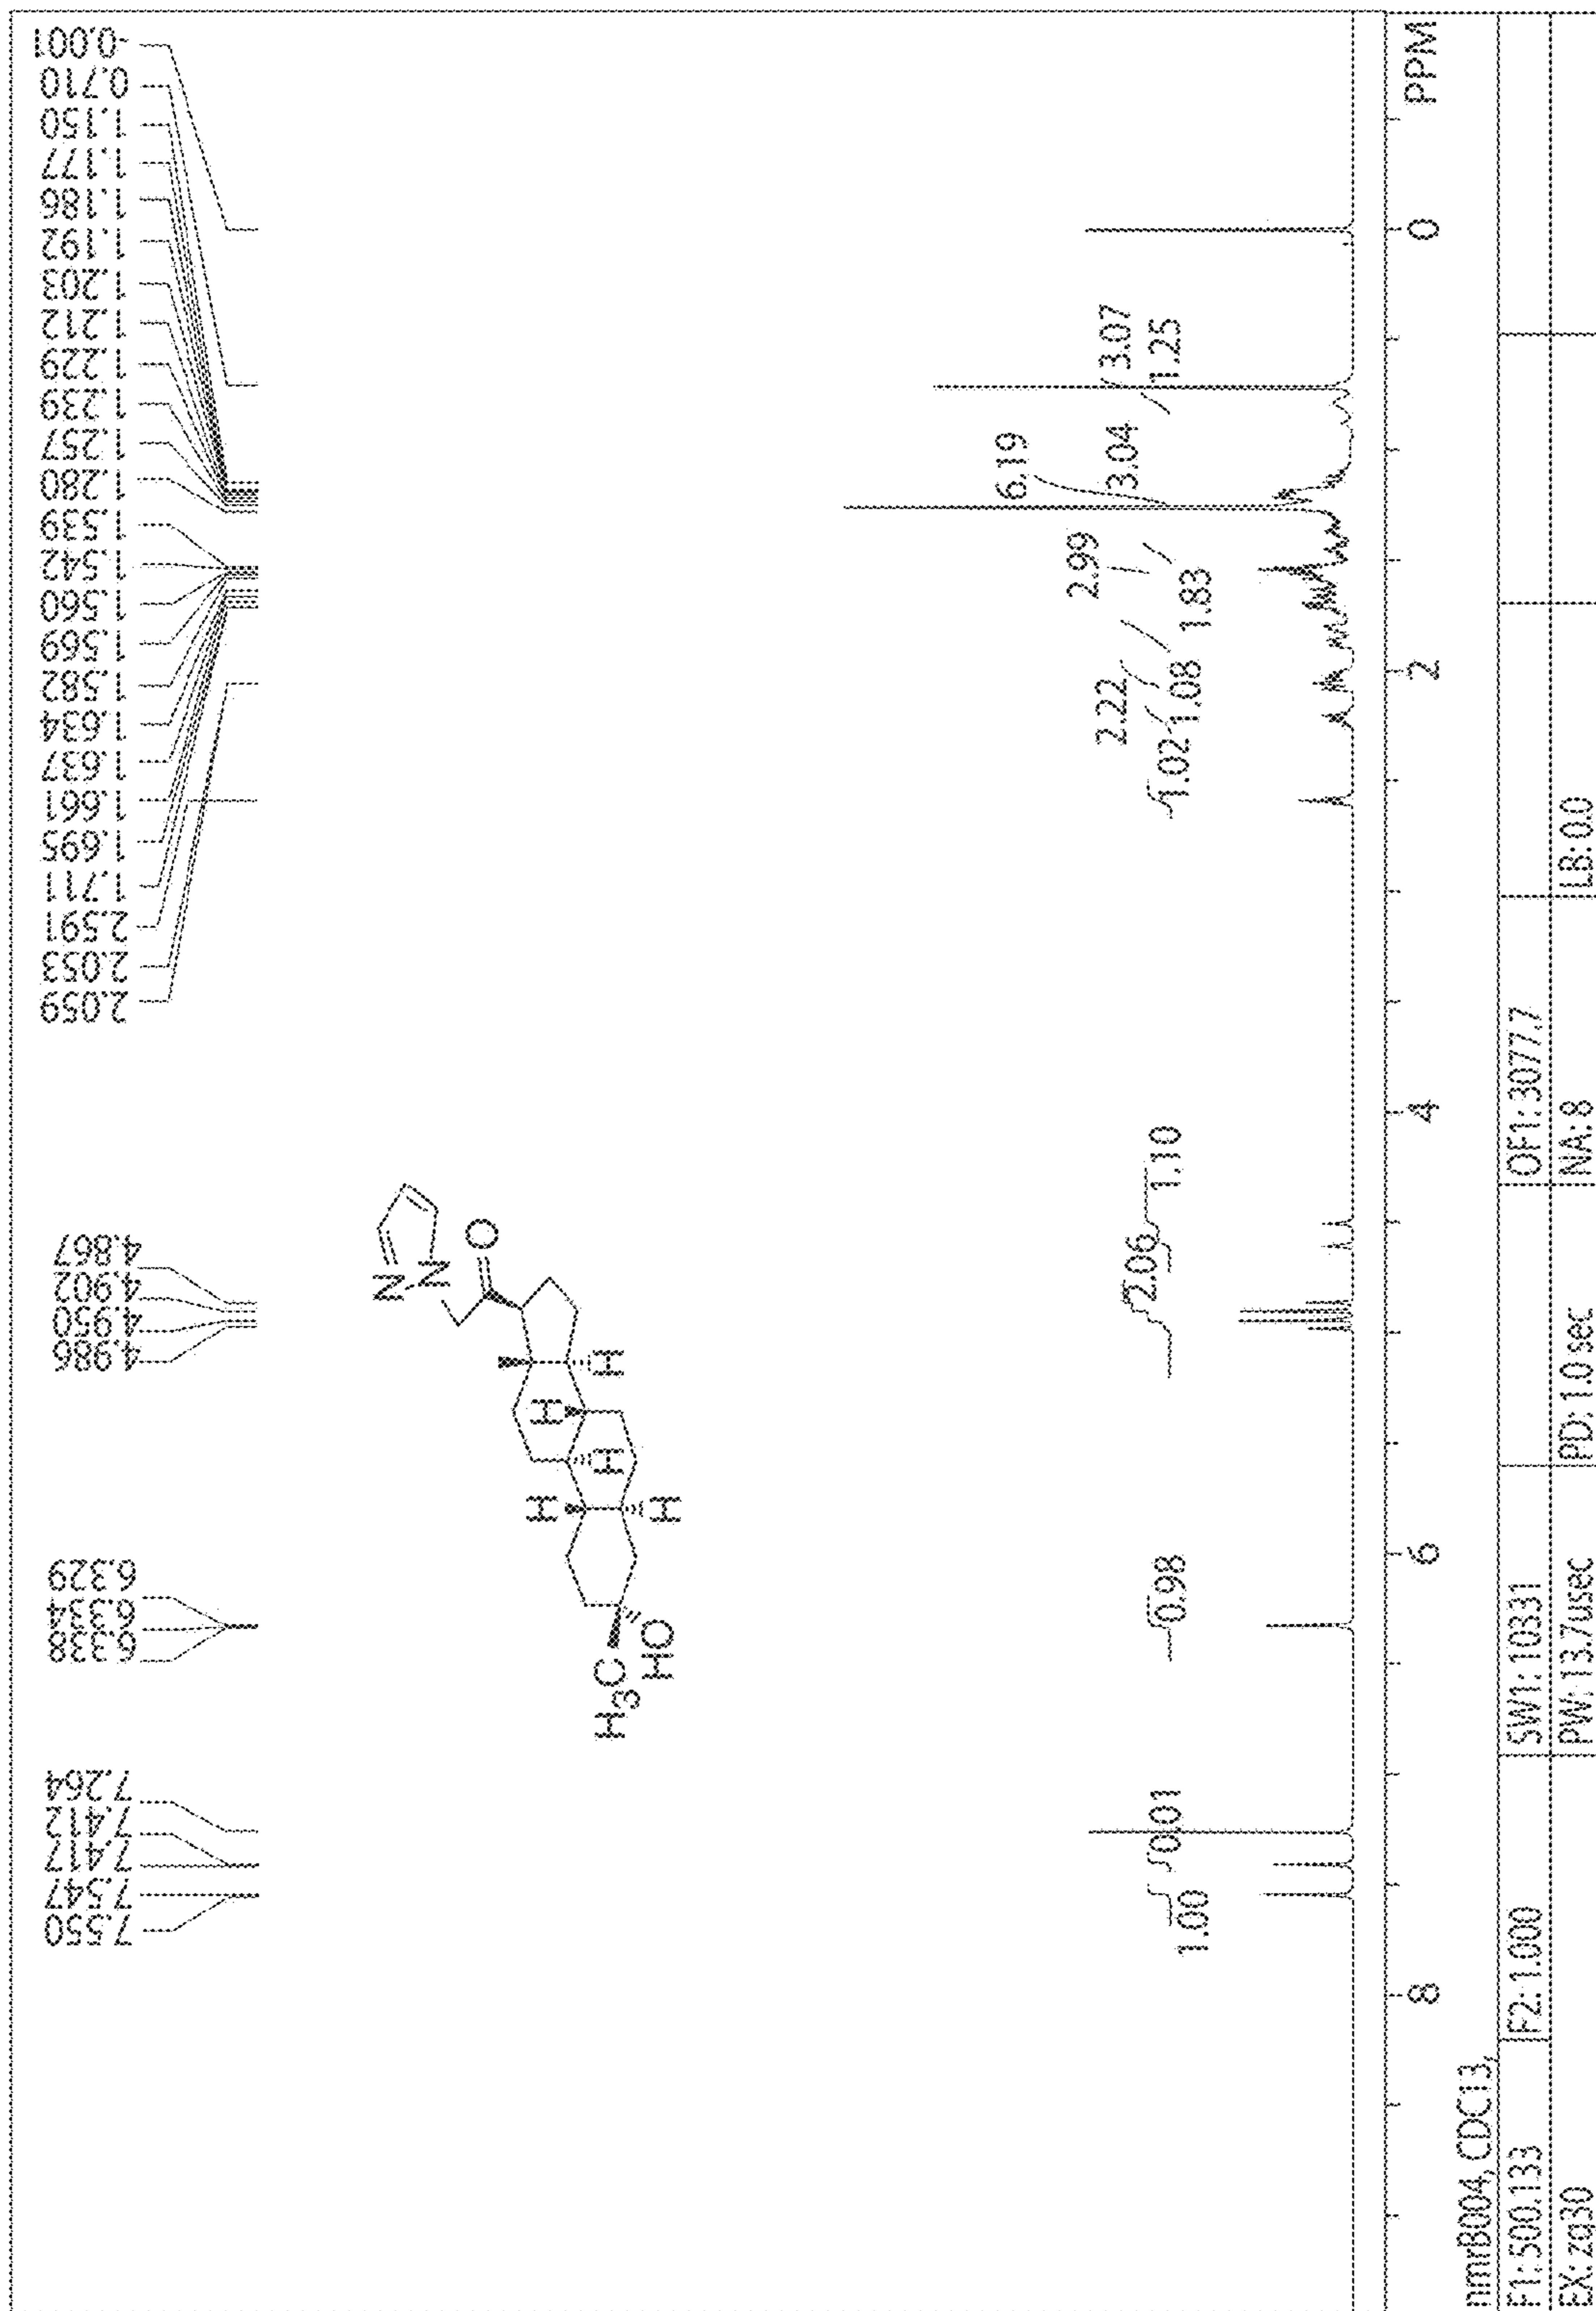 7.550
7.547
7.417
7.412
7.264
6.338
6.334
6.329
4.986
4.950
4.902
4.867
2.059
2.053
2.591
1.711
1.695
1.661
1.637
1.634
1.582
1.569
1.560
1.542
1.539
1.280
1.257
1.239
1.229
1.212
1.203
1.192
1.186
1.177
1.150
0.710
-0.001
N
N
O
H
H
H
H
H
H3C
HO
1.00
0.01
0.98
2.06
1.10
1.02
2.22
1.08
1.83
2.99
6.19
3.04
1.25
3.07
8
6
4
2
0
PPM
nmrB004, CDC13,
F1: 500.133
F2: 1.000
SW1: 10331
OF1: 3077.7
EX: zg30
PW: 13.7usec
PD: 1.0 sec
NA: 8
LB: 0.0